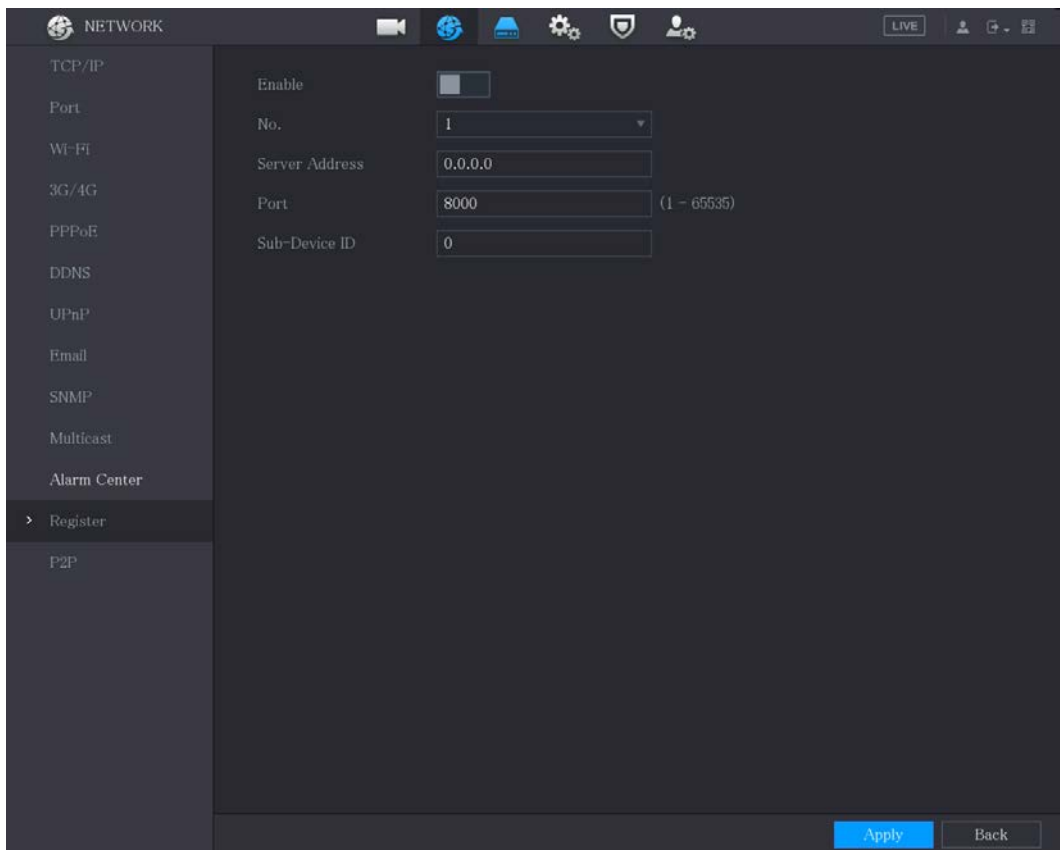 NETWORK
LIVE
TCP/IP
Port
Wi-Fi
3G/4G
PPPoE
DDNS
UPnP
Email
SNMP
Multicast
Alarm Center
Register
P2P
Enable
No. 1
Server Address 0.0.0.0
Port 8000 (1 - 65535)
Sub-Device ID 0
Apply Back